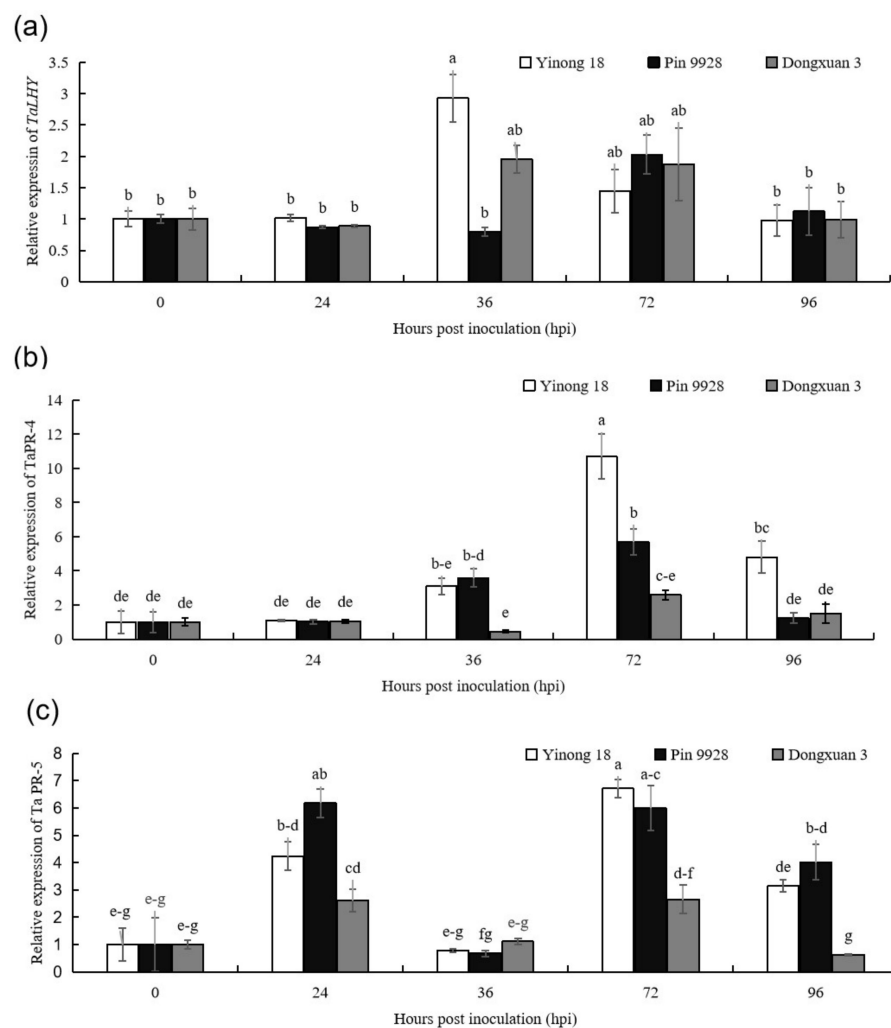 (a)
3.5
3
2.5
2
1.5
1
0.5
0
Relative expressin of TaLHY
Yinong 18 Pin 9928 Dongxuan 3
b b b
b b b
a b ab
ab ab ab
b b b
0 24 36 72 96
Hours post inoculation (hpi)
(b)
14
12
10
8
6
4
2
0
Relative expression of TaPR-4
Yinong 18 Pin 9928 Dongxuan 3
de de de
de de de
b-e b-d e
a b c-e
bc de de
0 24 36 72 96
Hours post inoculation (hpi)
(c)
8
7
6
5
4
3
2
1
0
Relative expression of Ta PR-5
Yinong 18 Pin 9928 Dongxuan 3
e-g e-g e-g
b-d ab cd
e-g fg e-g
a a-c d-f
de b-d g
0 24 36 72 96
Hours post inoculation (hpi)